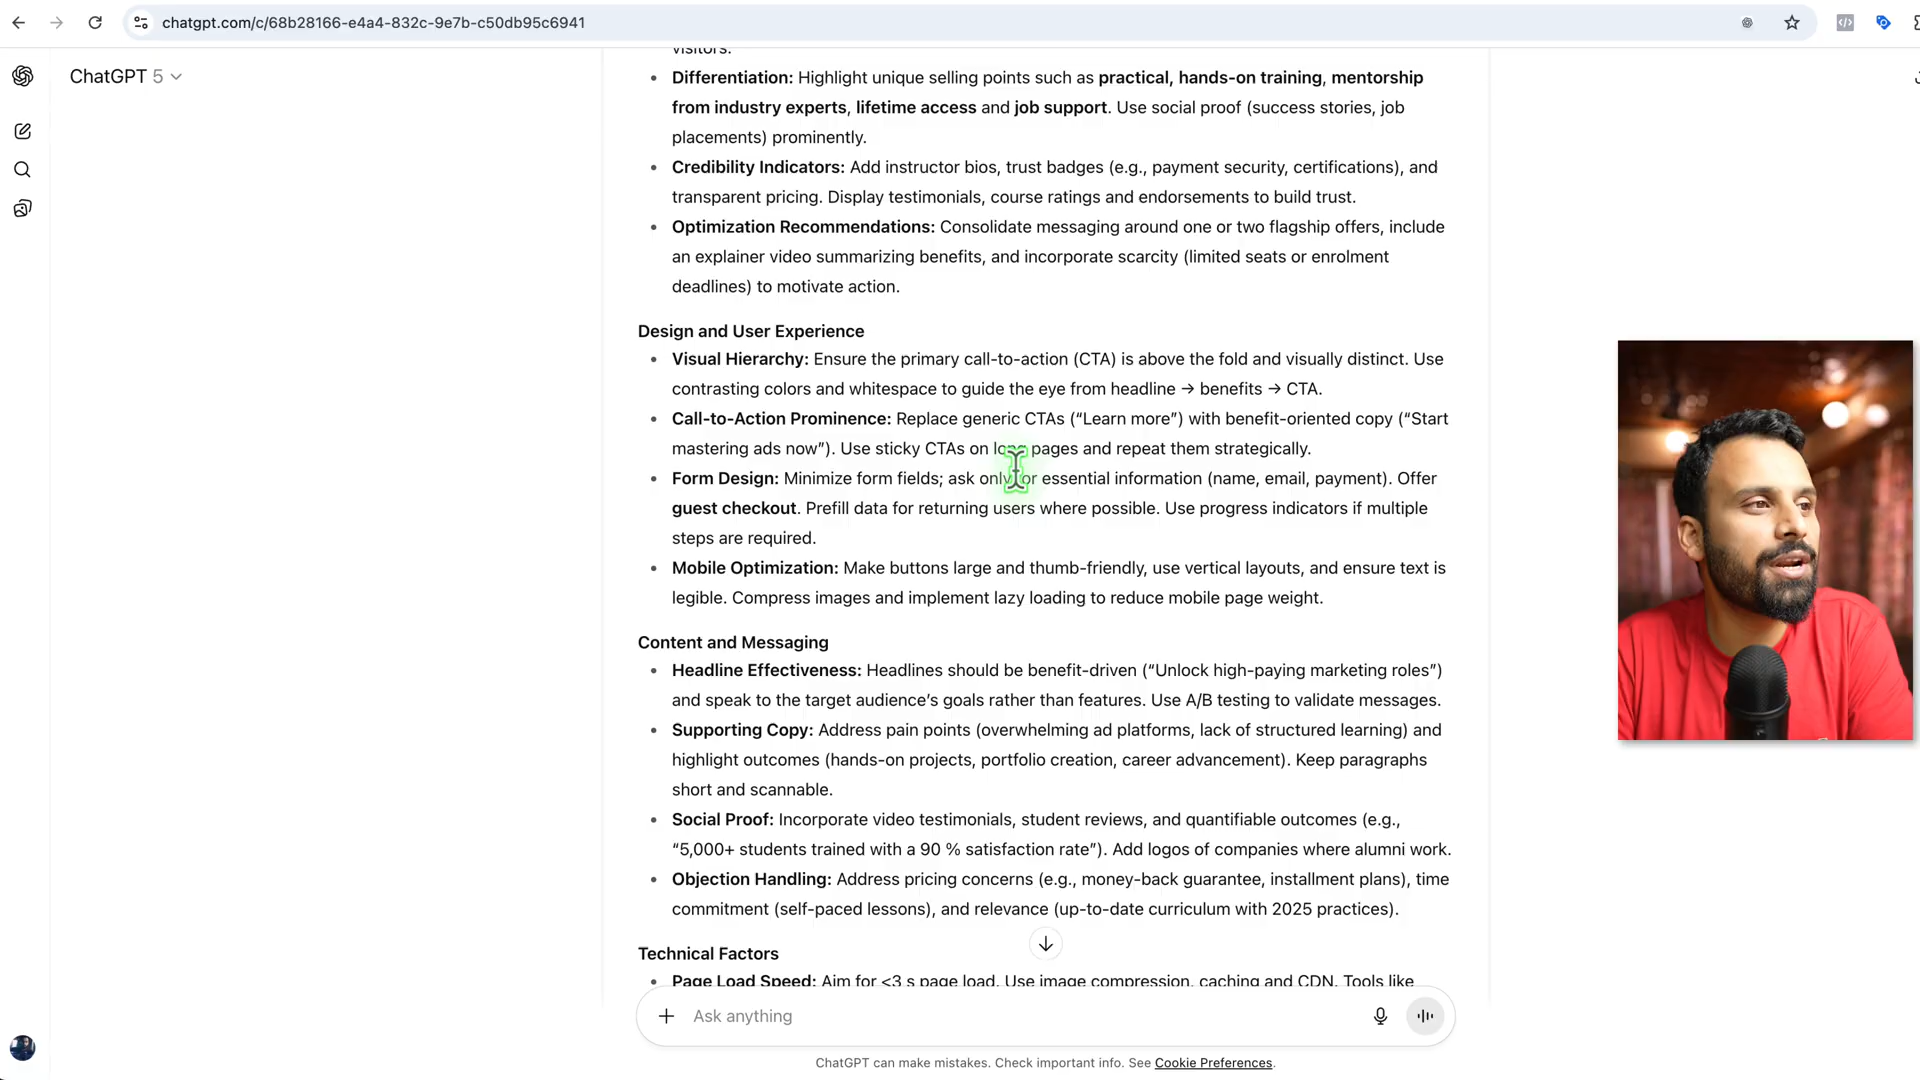 chatgpt.com/c/68b28166-e4a4-832c-9e7b-c50db95c6941
ChatGPT 5
visitors.
Differentiation: Highlight unique selling points such as practical, hands-on training, mentorship
from industry experts, lifetime access and job support. Use social proof (success stories, job
placements) prominently.
Credibility Indicators: Add instructor bios, trust badges (e.g., payment security, certifications), and
transparent pricing. Display testimonials, course ratings and endorsements to build trust.
Optimization Recommendations: Consolidate messaging around one or two flagship offers, include
an explainer video summarizing benefits, and incorporate scarcity (limited seats or enrolment
deadlines) to motivate action.
Design and User Experience
Visual Hierarchy: Ensure the primary call-to-action (CTA) is above the fold and visually distinct. Use
contrasting colors and whitespace to guide the eye from headline → benefits → CTA.
Call-to-Action Prominence: Replace generic CTAs (“Learn more”) with benefit-oriented copy (“Start
mastering ads now”). Use sticky CTAs on pages and repeat them strategically.
Form Design: Minimize form fields; ask only for essential information (name, email, payment). Offer
guest checkout. Prefill data for returning users where possible. Use progress indicators if multiple
steps are required.
Mobile Optimization: Make buttons large and thumb-friendly, use vertical layouts, and ensure text is
legible. Compress images and implement lazy loading to reduce mobile page weight.
Content and Messaging
Headline Effectiveness: Headlines should be benefit-driven (“Unlock high-paying marketing roles”)
and speak to the target audience’s goals rather than features. Use A/B testing to validate messages.
Supporting Copy: Address pain points (overwhelming ad platforms, lack of structured learning) and
highlight outcomes (hands-on projects, portfolio creation, career advancement). Keep paragraphs
short and scannable.
Social Proof: Incorporate video testimonials, student reviews, and quantifiable outcomes (e.g.,
“5,000+ students trained with a 90 % satisfaction rate”). Add logos of companies where alumni work.
Objection Handling: Address pricing concerns (e.g., money-back guarantee, installment plans), time
commitment (self-paced lessons), and relevance (up-to-date curriculum with 2025 practices).
Technical Factors
Page Load Speed: Aim for <3 s page load. Use image compression, caching and CDN. Tools like
Ask anything
ChatGPT can make mistakes. Check important info. See Cookie Preferences.